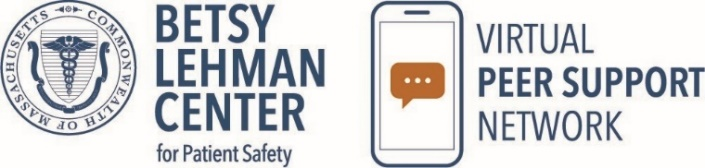 COMMONWEALTH OF MASSACHUSETTS
BETSY
LEHMAN
CENTER
for Patient Safety
VIRTUAL
PEER SUPPORT
NETWORK